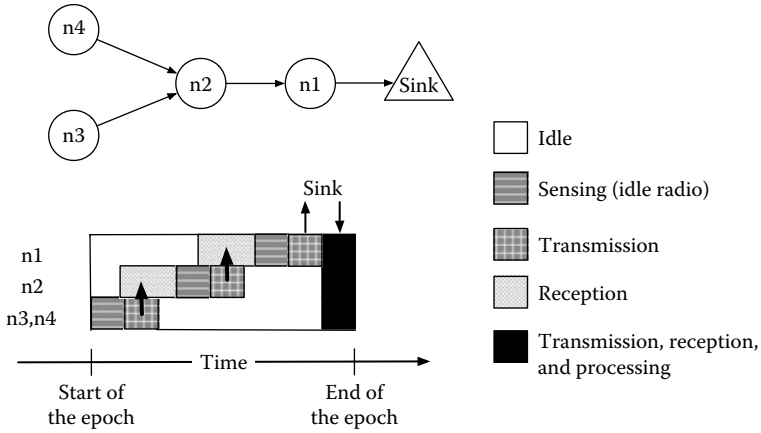 n4
n2
n1
Sink
n3
Idle
Sensing (idle radio)
Transmission
Reception
Transmission, reception,
and processing
Sink
n1
n2
n3,n4
Time
Start of
the epoch
End of
the epoch